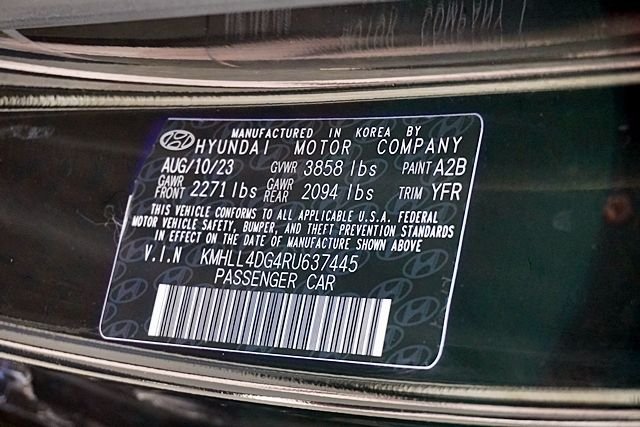 MANUFACTURED IN KOREA BY
HYUNDAI MOTOR COMPANY
AUG/10/23 GVWR 3858 lbs PAINT A2B
GAWR FRONT 2271 lbs GAWR REAR 2094 lbs TRIM YFR
THIS VEHICLE CONFORMS TO ALL APPLICABLE U.S.A. FEDERAL
MOTOR VEHICLE SAFETY, BUMPER, AND THEFT PREVENTION STANDARDS
IN EFFECT ON THE DATE OF MANUFACTURE SHOWN ABOVE
V.I.N KMHLL4DG4RU637445
PASSENGER CAR